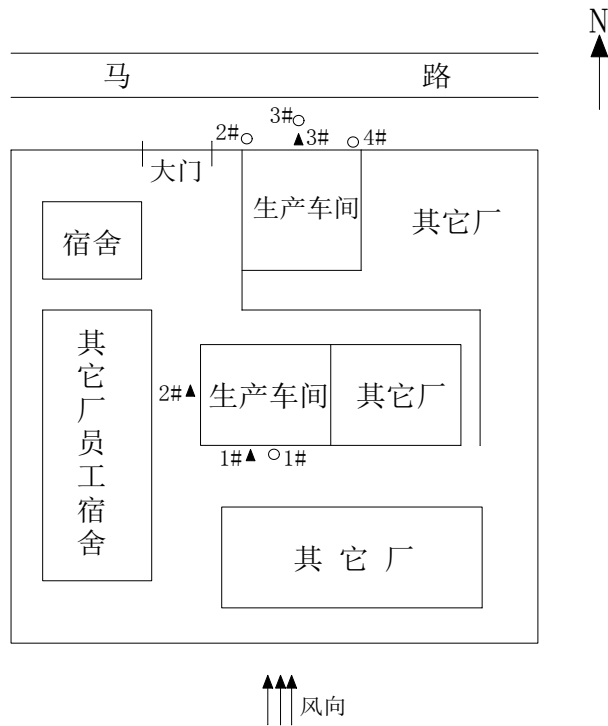 N
马 路
3#
2# 3# 4#
大门
生产车间
其它厂
宿舍
其它厂员工宿舍
2# 生产车间 其它厂
1# 1#
其 它 厂
风向